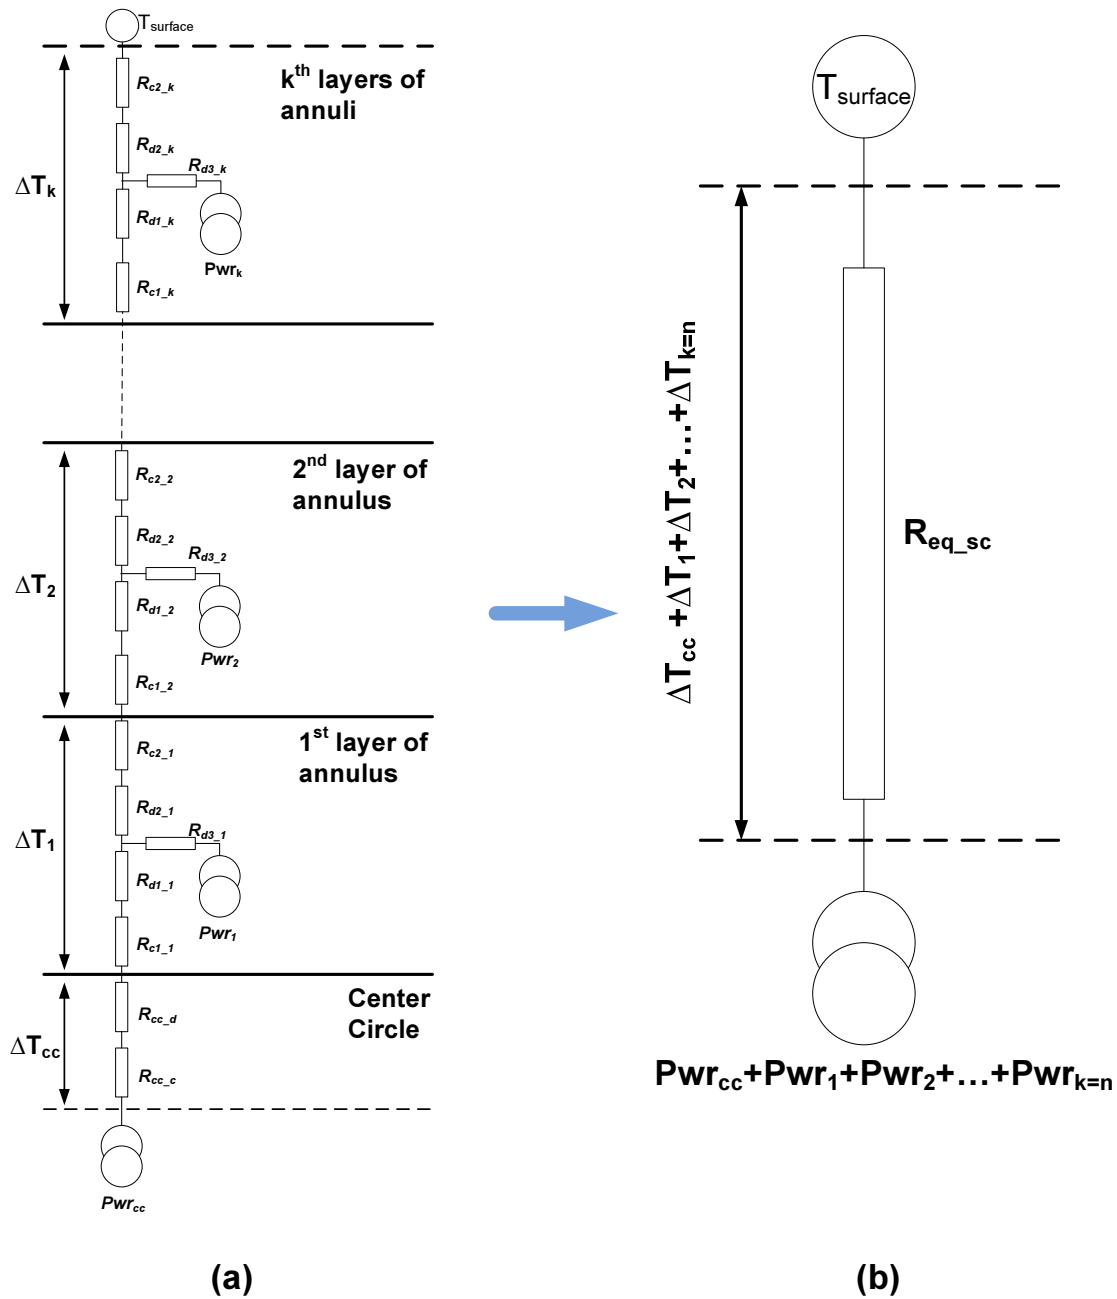 T_surface
R_c2_k
k^th layers of
annuli
R_d2_k
R_d3_k
ΔT_k
R_d1_k
Pwr_k
R_c1_k
R_c2_2
2^nd layer of
annulus
R_d2_2
R_d3_2
ΔT_2
R_d1_2
Pwr_2
R_c1_2
R_c2_1
1^st layer of
annulus
R_d2_1
R_d3_1
ΔT_1
R_d1_1
Pwr_1
R_c1_1
Center
Circle
R_cc_d
ΔT_cc
R_cc_c
Pwr_cc
(a)
T_surface
ΔT_cc+ΔT_1+ΔT_2+...+ΔT_k=n
R_eq_sc
Pwr_cc+Pwr_1+Pwr_2+...+Pwr_k=n
(b)